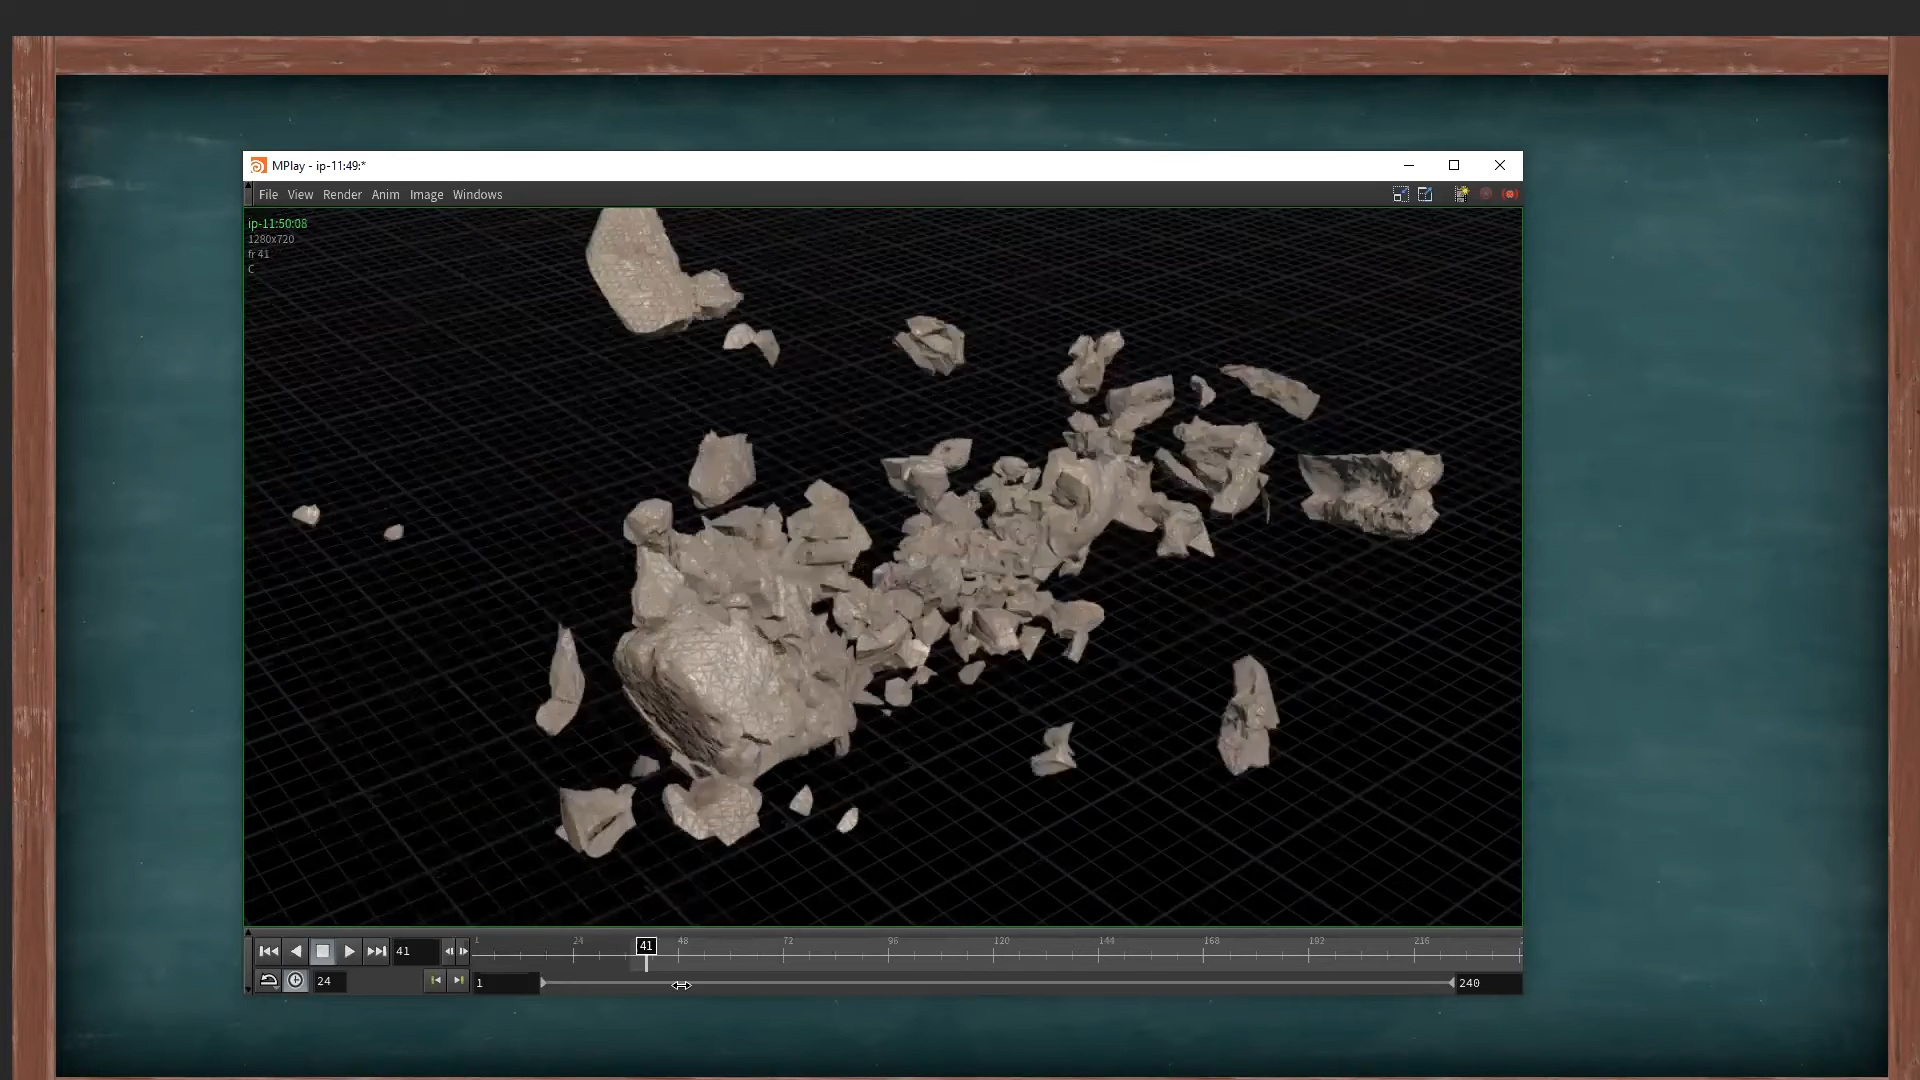 MPlay - ip-11:49:*
File View Render Anim Image Windows
ip-11:50:08
1280x720
fr 41
C
41
1 24 41 48 72 96 120 144 168 192 216
24
1
240